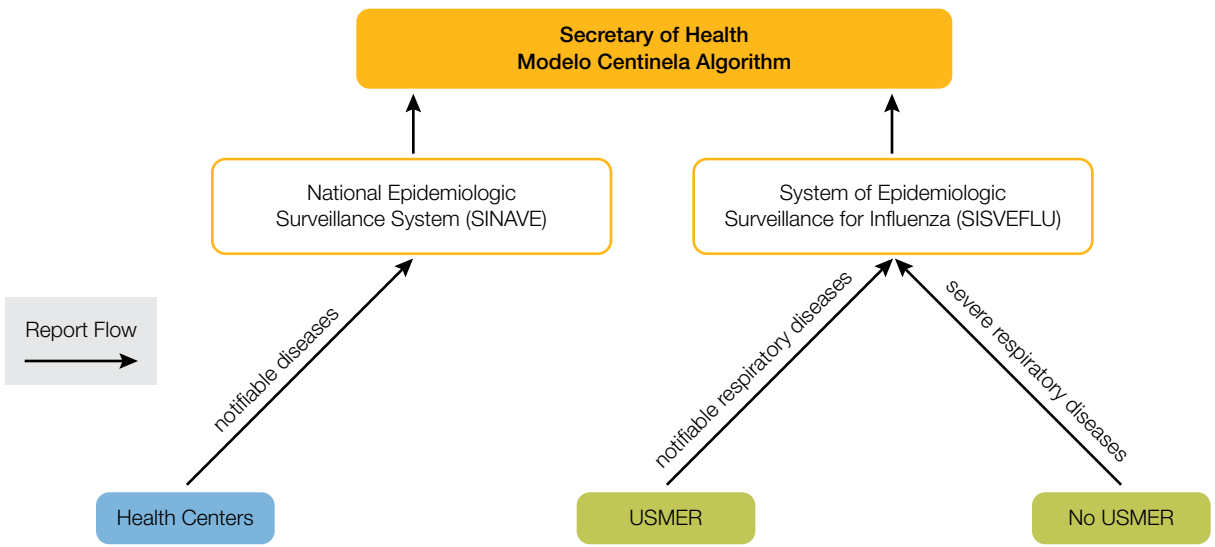 Secretary of Health
Modelo Centinela Algorithm
National Epidemiologic
Surveillance System (SINAVE)
System of Epidemiologic
Surveillance for Influenza (SISVEFLU)
Report Flow
notifiable diseases
notifiable respiratory diseases
severe respiratory diseases
Health Centers
USMER
No USMER